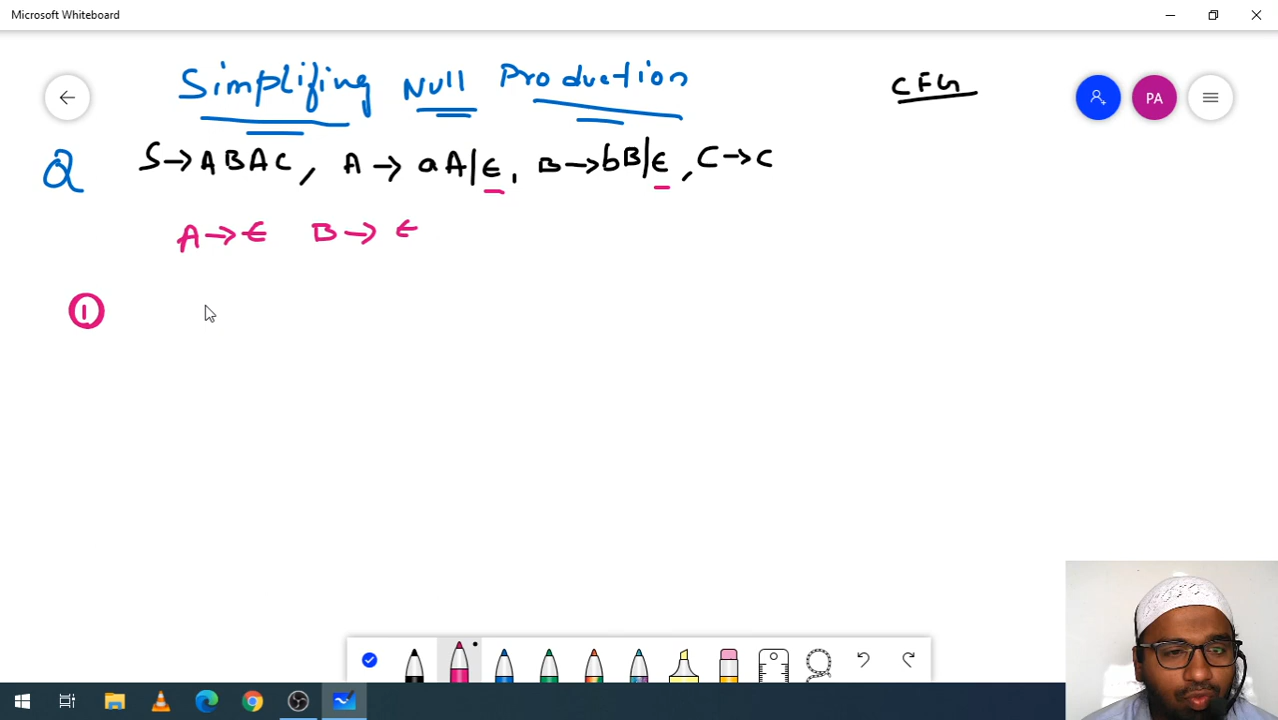 Microsoft Whiteboard
Simplifing Null Production
CFG
PA
Q S→ABAC, A→aA|ϵ, B→bB|ϵ, C→c
A→ϵ B→ϵ
①